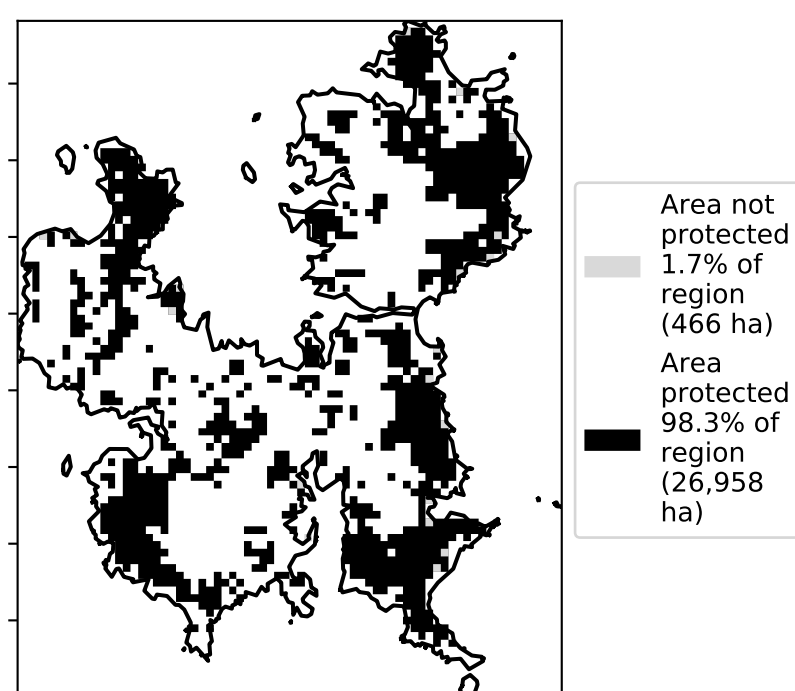 Area not
protected
1.7% of
region
(466 ha)
Area
protected
98.3% of
region
(26,958
ha)